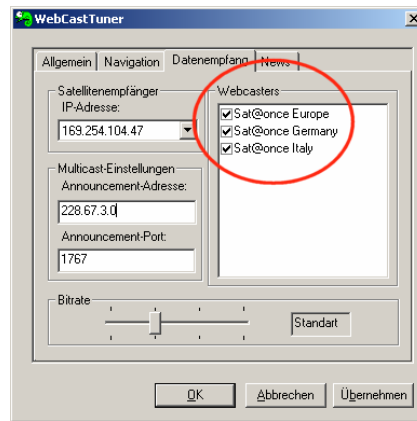 WebCastTuner
Allgemein
Navigation
Datenempfang
News
Satellitenempfänger
IP-Adresse:
169.254.104.47
Multicast-Einstellungen
Announcement-Adresse:
228.67.3.0
Announcement-Port:
1767
Webcasters
Sat@once Europe
Sat@once Germany
Sat@once Italy
Bitrate
Standart
OK
Abbrechen
Übernehmen